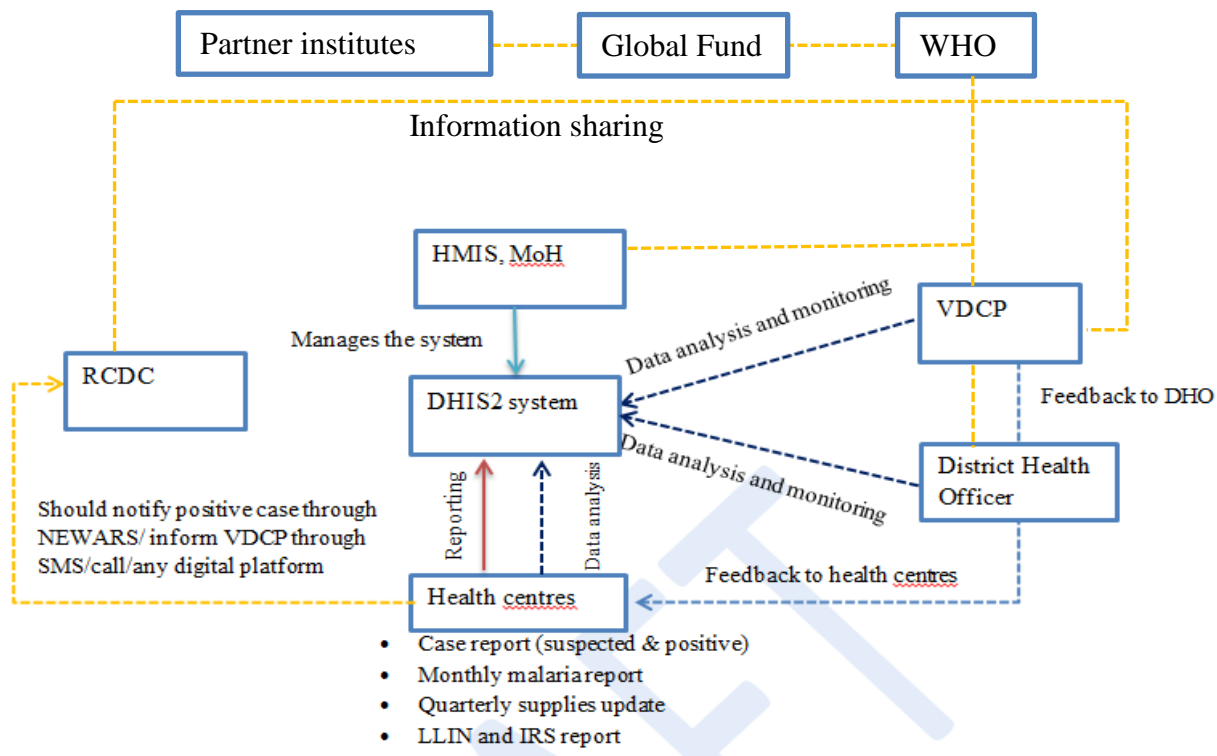 Partner institutes
Global Fund
WHO
Information sharing
HMIS, MoH
Data analysis and monitoring
VDCP
Manages the system
RCDC
DHIS2 system
Feedback to DHO
Data analysis and monitoring
District Health
Officer
Reporting
Data analysis
Should notify positive case through
NEWARS/ inform VDCP through
SMS/call/any digital platform
Feedback to health centres
Health centres
• Case report (suspected & positive)
• Monthly malaria report
• Quarterly supplies update
• LLIN and IRS report